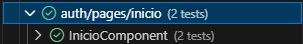 auth/pages/inicio (2 tests)
InicioComponent (2 tests)